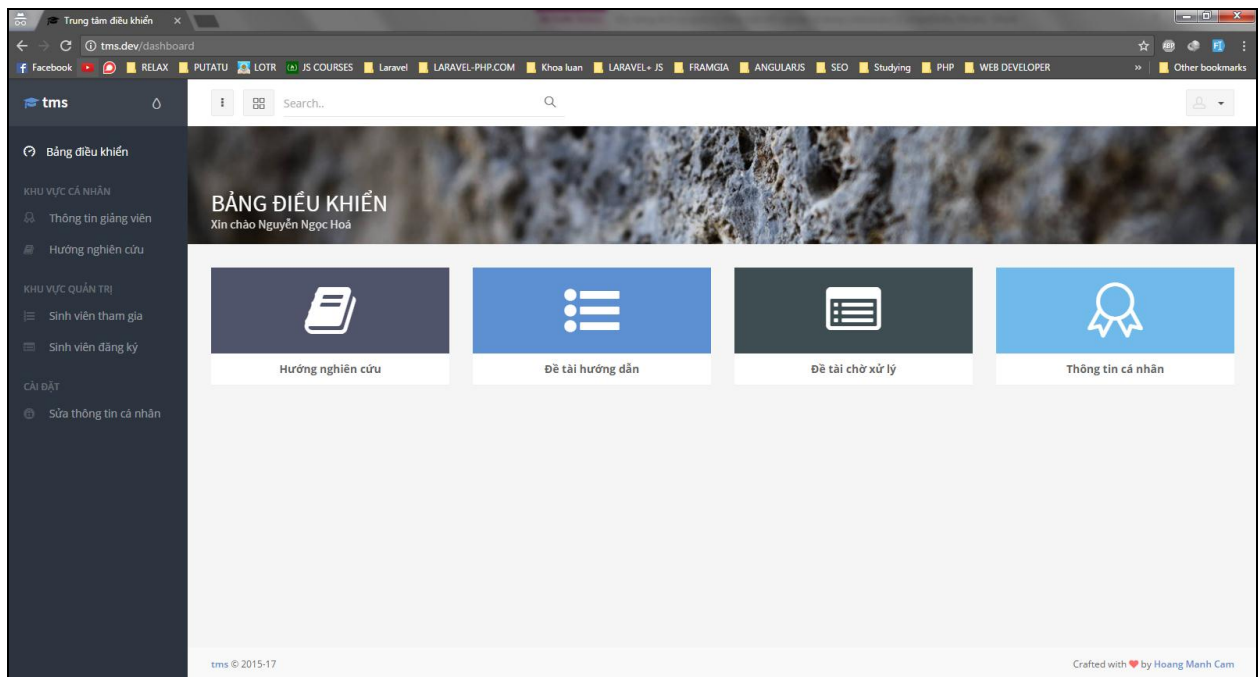 Trung tâm điều khiển
tms.dev/dashboard
Facebook RELAX PUTATU LOTR JS COURSES Laravel LARAVEL-PHP.COM Khoa luan LARAVEL+ JS FRAMGIA ANGULARJS SEO Studying PHP WEB DEVELOPER » Other bookmarks
tms
Search..
Bảng điều khiển
KHU VỰC CÁ NHÂN
Thông tin giảng viên
Hướng nghiên cứu
KHU VỰC QUẢN TRỊ
Sinh viên tham gia
Sinh viên đăng ký
CÀI ĐẶT
Sửa thông tin cá nhân
BẢNG ĐIỀU KHIỂN
Xin chào Nguyễn Ngọc Hoá
Hướng nghiên cứu
Đề tài hướng dẫn
Đề tài chờ xử lý
Thông tin cá nhân
tms © 2015-17
Crafted with ❤ by Hoang Manh Cam